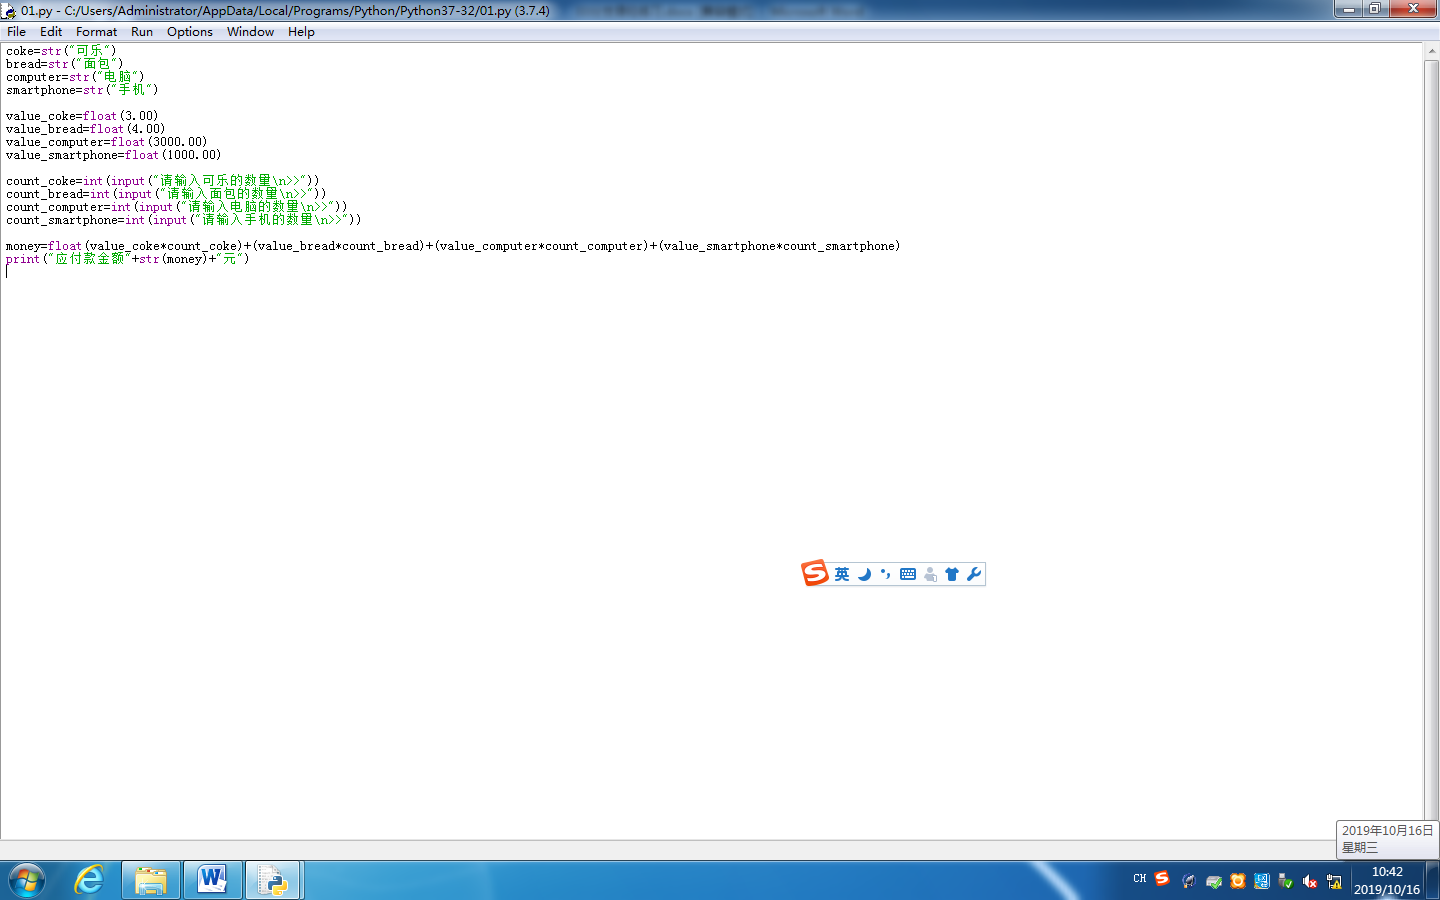 01.py - C:/Users/Administrator/AppData/Local/Programs/Python/Python37-32/01.py (3.7.4)
File Edit Format Run Options Window Help
coke=str("可乐")
bread=str("面包")
computer=str("电脑")
smartphone=str("手机")
value_coke=float(3.00)
value_bread=float(4.00)
value_computer=float(3000.00)
value_smartphone=float(1000.00)
count_coke=int(input("请输入可乐的数量\n>>"))
count_bread=int(input("请输入面包的数量\n>>"))
count_computer=int(input("请输入电脑的数量\n>>"))
count_smartphone=int(input("请输入手机的数量\n>>"))
money=float(value_coke*count_coke)+(value_bread*count_bread)+(value_computer*count_computer)+(value_smartphone*count_smartphone)
print("应付款金额"+str(money)+"元")
英
2019年10月16日
星期三
CH
10:42
2019/10/16